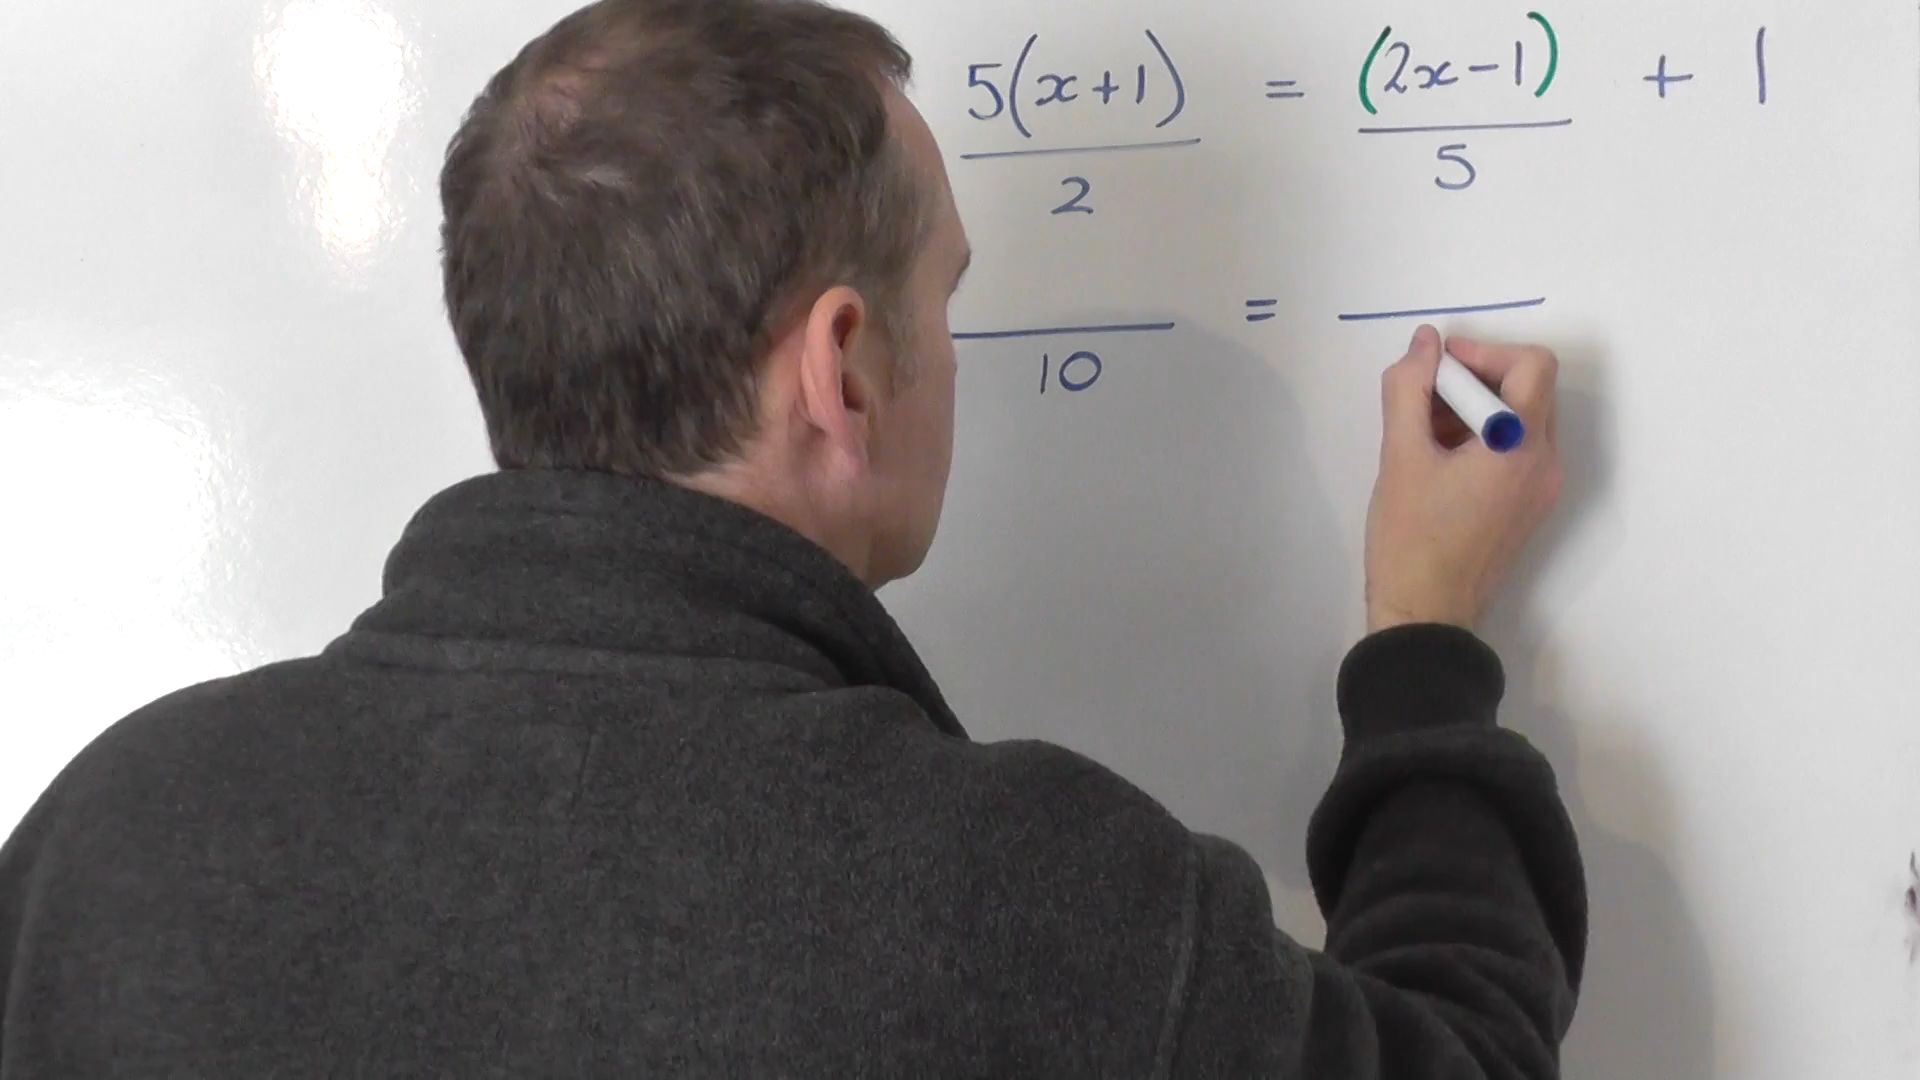 5(x+1) = (2x-1) + 1
2 5
=
10